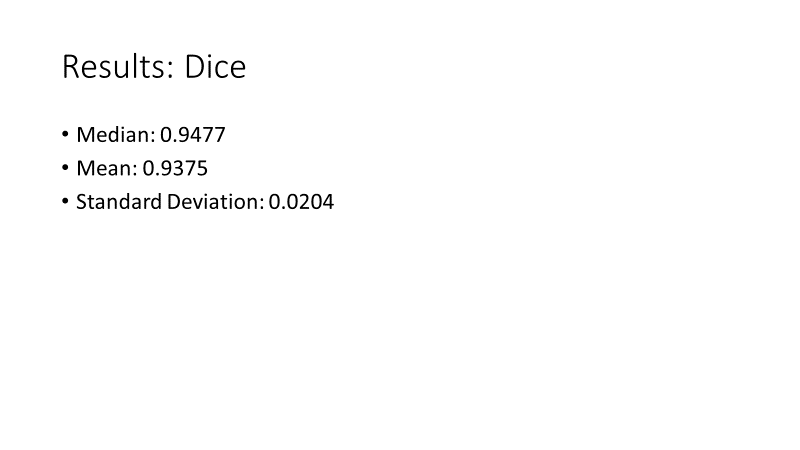 Results: Dice
• Median: 0.9477
• Mean: 0.9375
• Standard Deviation: 0.0204